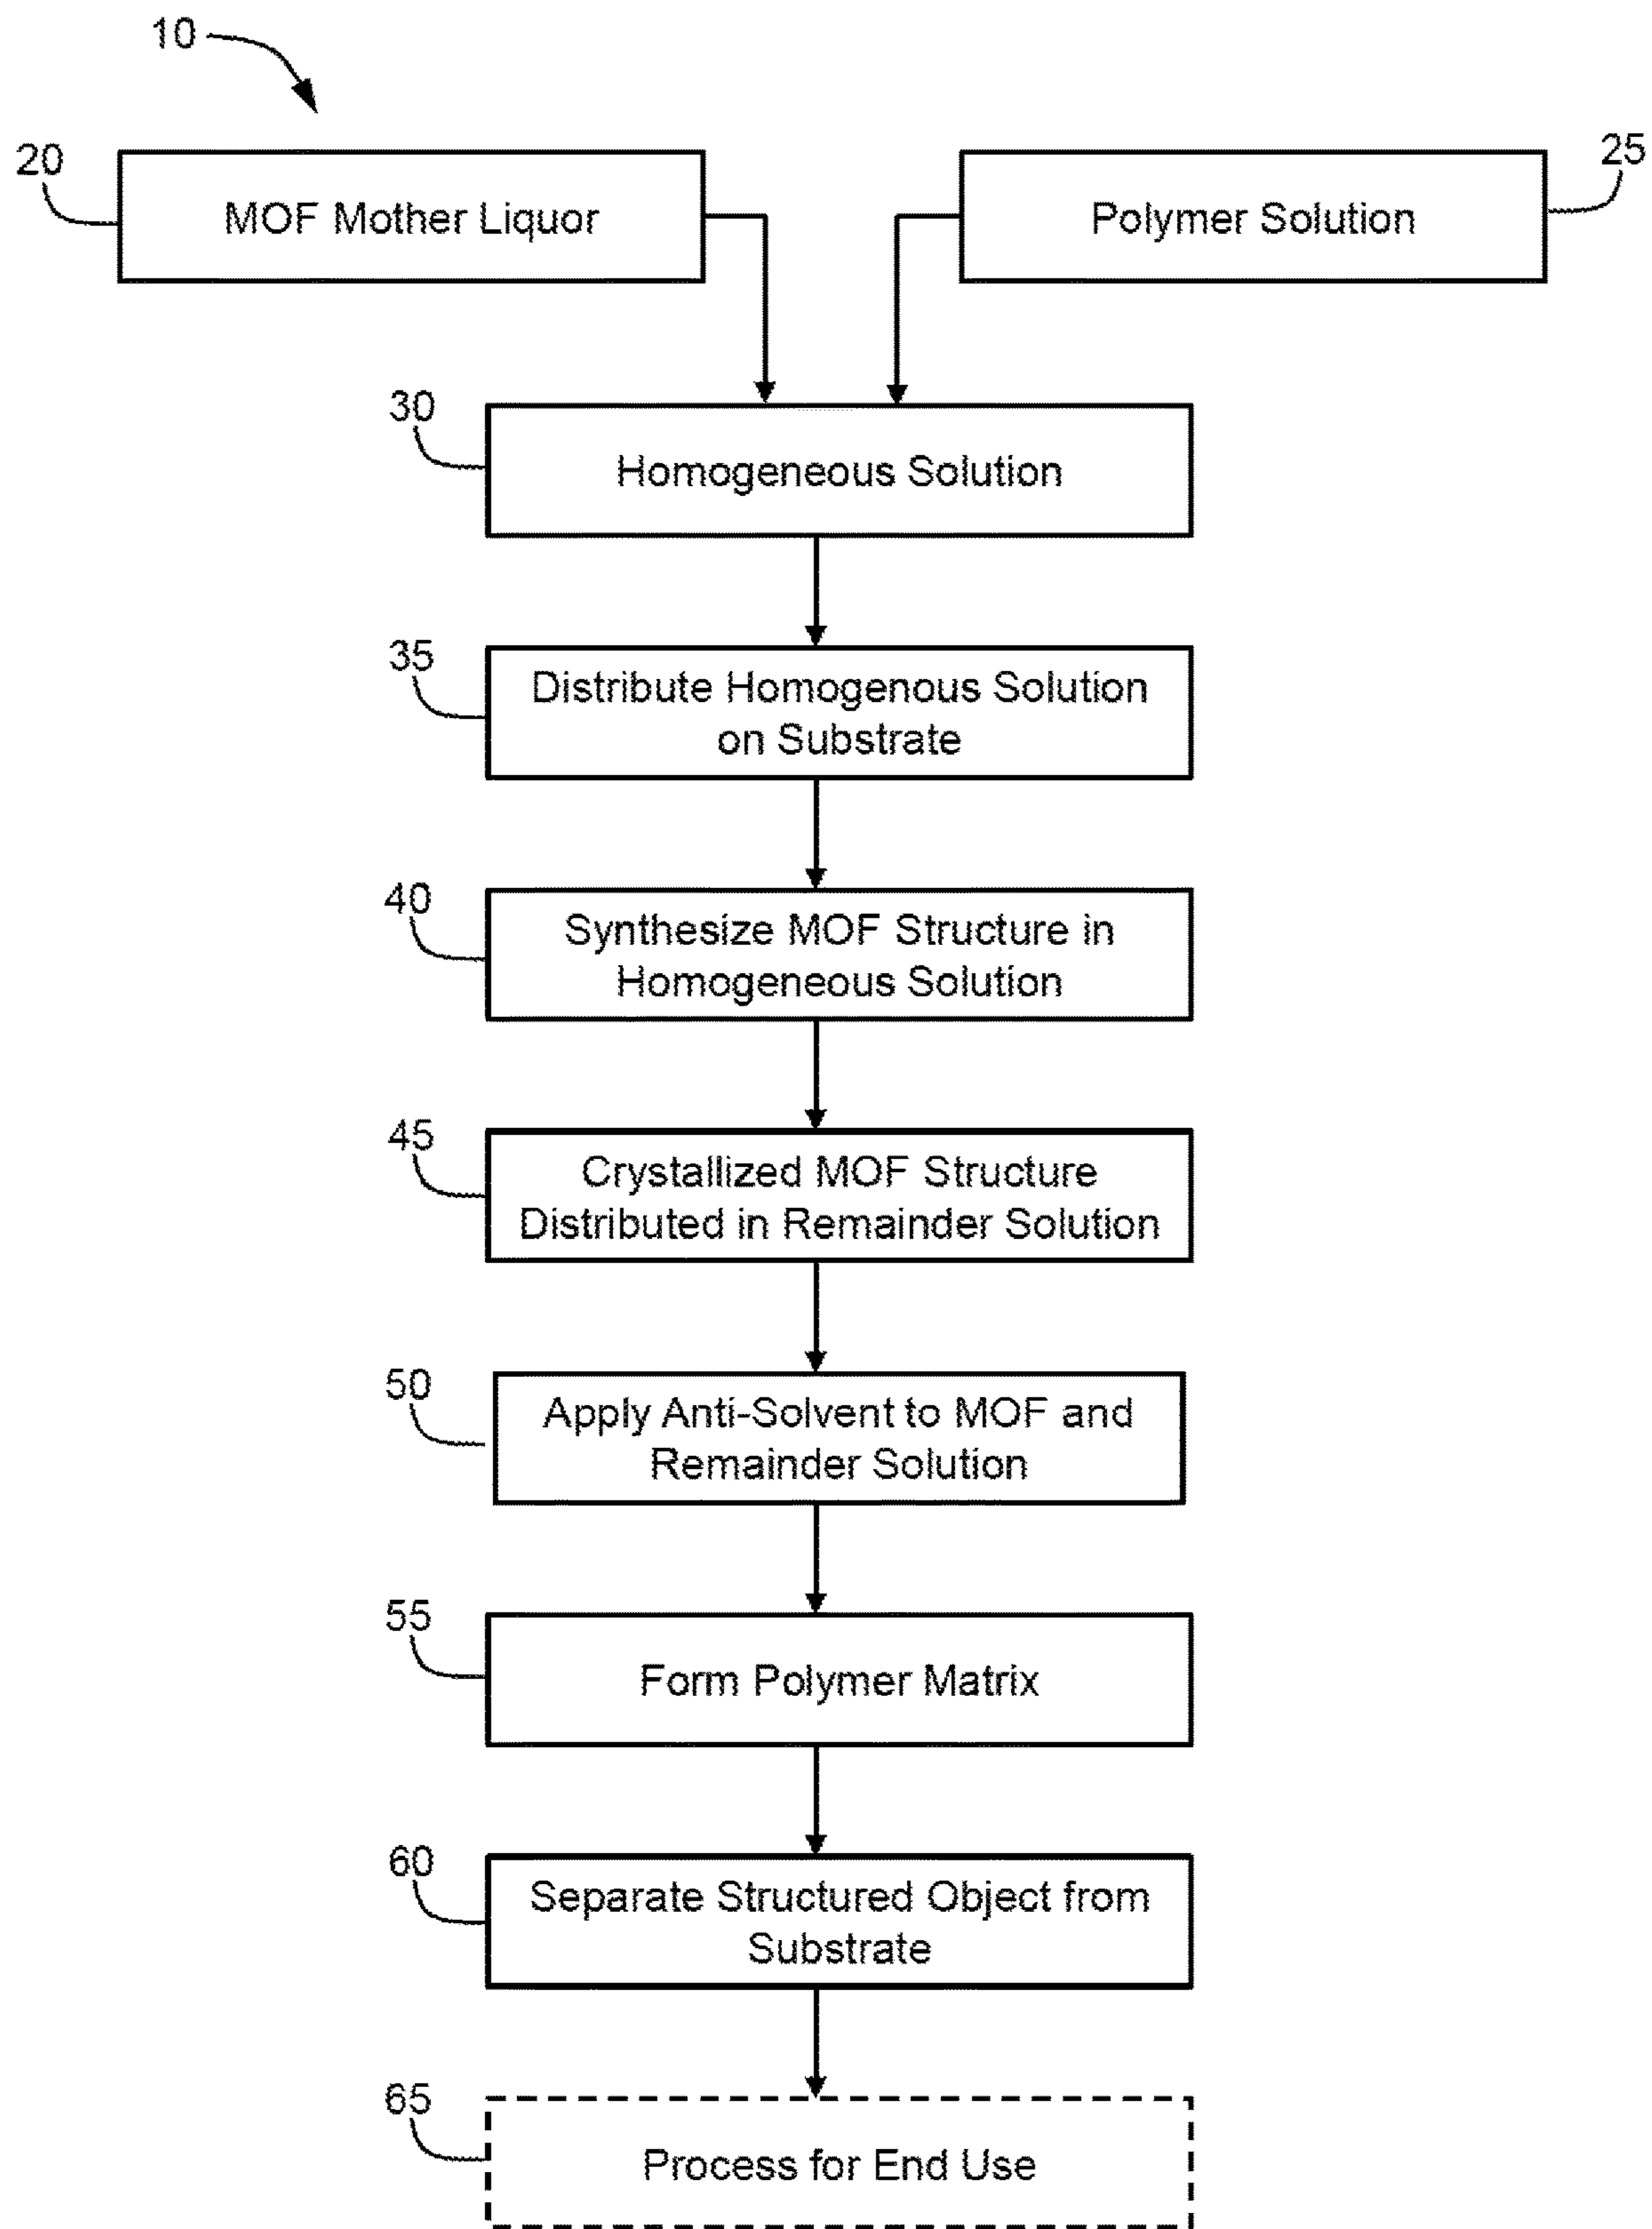 10
20
MOF Mother Liquor
Polymer Solution
25
30
Homogeneous Solution
35
Distribute Homogenous Solution
on Substrate
40
Synthesize MOF Structure in
Homogeneous Solution
45
Crystallized MOF Structure
Distributed in Remainder Solution
50
Apply Anti-Solvent to MOF and
Remainder Solution
55
Form Polymer Matrix
60
Separate Structured Object from
Substrate
65
Process for End Use